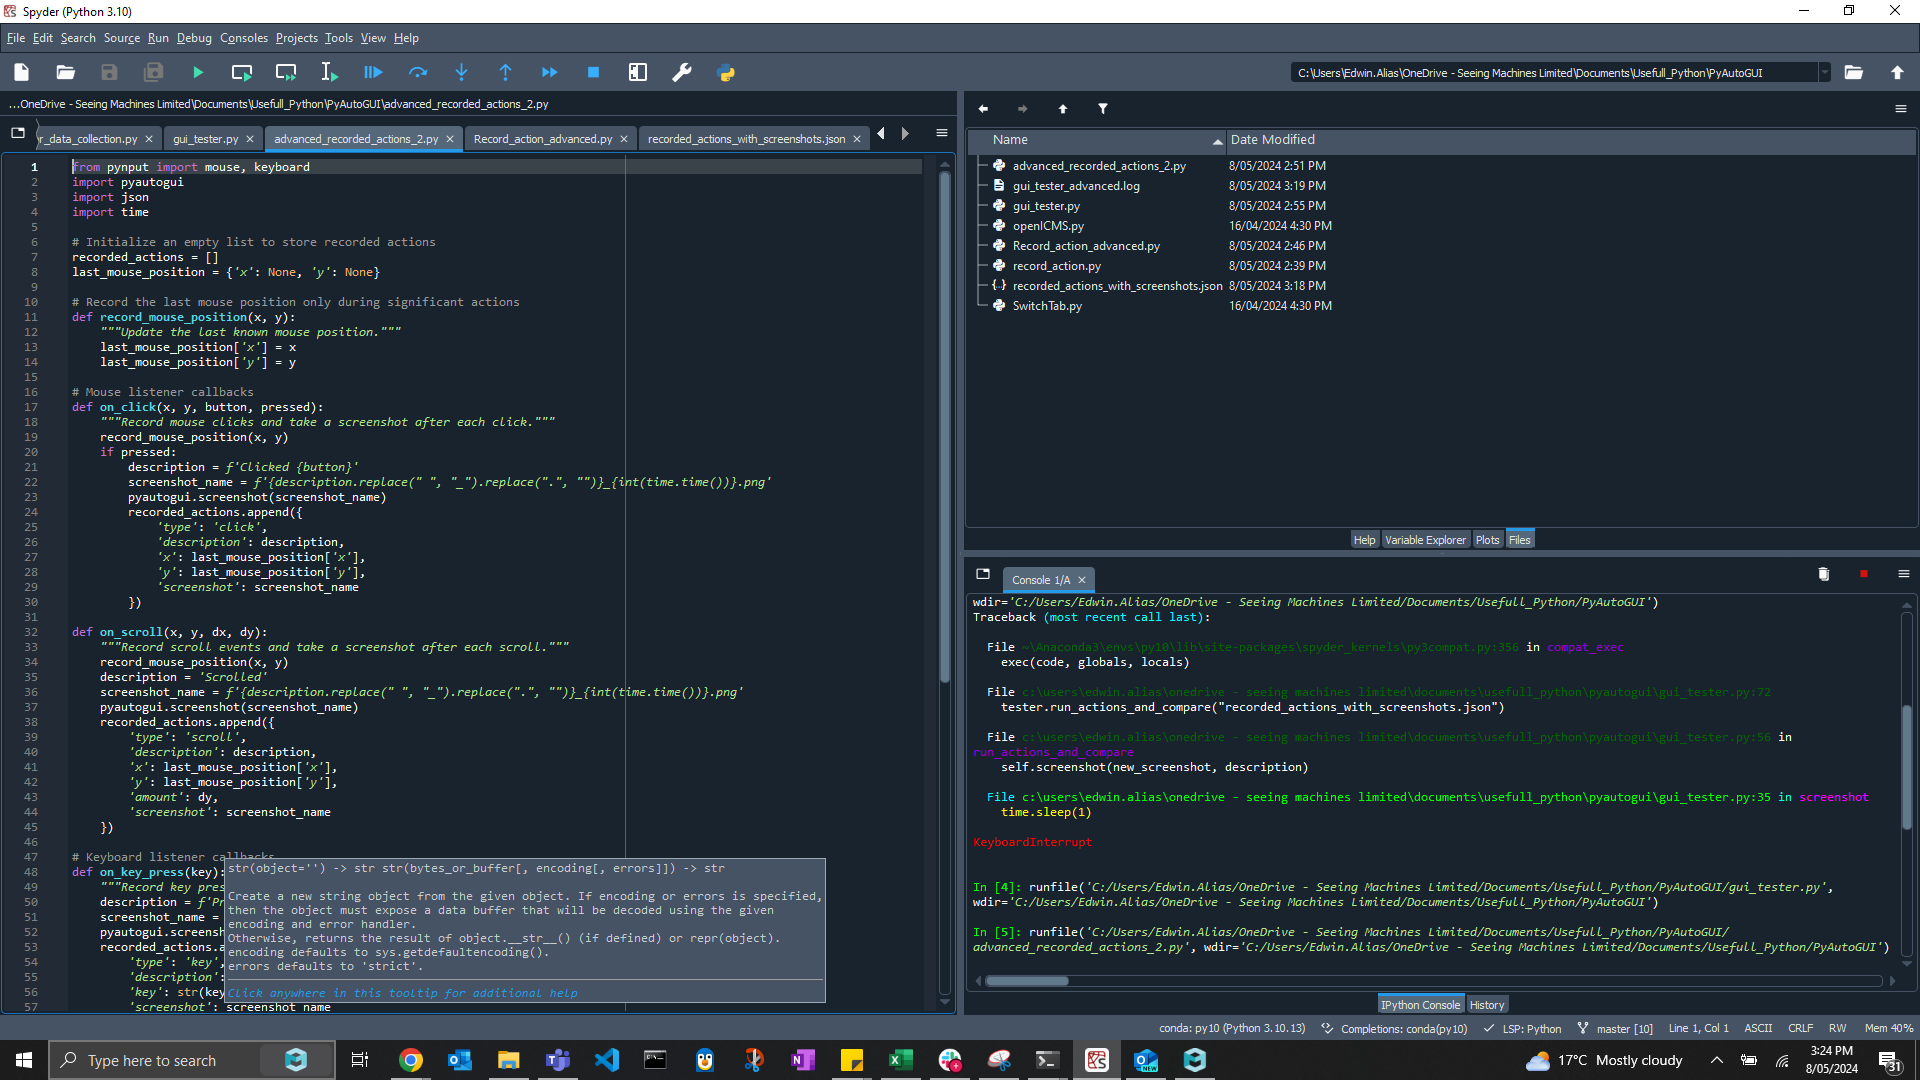 Spyder (Python 3.10)
File Edit Search Source Run Debug Consoles Projects Tools View Help
C:\Users\Edwin.Alias\OneDrive - Seeing Machines Limited\Documents\Usefull_Python\PyAutoGUI
...OneDrive - Seeing Machines Limited\Documents\Usefull_Python\PyAutoGUI\advanced_recorded_actions_2.py
r_data_collection.py gui_tester.py advanced_recorded_actions_2.py Record_action_advanced.py recorded_actions_with_screenshots.json
1 from pynput import mouse, keyboard
2 import pyautogui
3 import json
4 import time
5
6 # Initialize an empty list to store recorded actions
7 recorded_actions = []
8 last_mouse_position = {'x': None, 'y': None}
9
10 # Record the last mouse position only during significant actions
11 def record_mouse_position(x, y):
12 """Update the last known mouse position."""
13 last_mouse_position['x'] = x
14 last_mouse_position['y'] = y
15
16 # Mouse listener callbacks
17 def on_click(x, y, button, pressed):
18 """Record mouse clicks and take a screenshot after each click."""
19 record_mouse_position(x, y)
20 if pressed:
21 description = f'Clicked {button}'
22 screenshot_name = f'{description.replace(" ", "_").replace(".", "")}_{int(time.time())}.png'
23 pyautogui.screenshot(screenshot_name)
24 recorded_actions.append({
25 'type': 'click',
26 'description': description,
27 'x': last_mouse_position['x'],
28 'y': last_mouse_position['y'],
29 'screenshot': screenshot_name
30 })
31
32 def on_scroll(x, y, dx, dy):
33 """Record scroll events and take a screenshot after each scroll."""
34 record_mouse_position(x, y)
35 description = 'Scrolled'
36 screenshot_name = f'{description.replace(" ", "_").replace(".", "")}_{int(time.time())}.png'
37 pyautogui.screenshot(screenshot_name)
38 recorded_actions.append({
39 'type': 'scroll',
40 'description': description,
41 'x': last_mouse_position['x'],
42 'y': last_mouse_position['y'],
43 'amount': dy,
44 'screenshot': screenshot_name
45 })
46
47 # Keyboard listener callbacks
48 def on_key_press(key):
49 """Record key pres
50 description = f'Pr
51 screenshot_name =
52 pyautogui.screensh
53 recorded_actions.a
54 'type': 'key',
55 'description':
56 'key': str(key
57 'screenshot': screenshot_name
str(object='') -> str str(bytes_or_buffer[, encoding[, errors]]) -> str
Create a new string object from the given object. If encoding or errors is specified,
then the object must expose a data buffer that will be decoded using the given
encoding and error handler.
Otherwise, returns the result of object.__str__() (if defined) or repr(object).
encoding defaults to sys.getdefaultencoding().
errors defaults to 'strict'.
Click anywhere in this tooltip for additional help
Name Date Modified
advanced_recorded_actions_2.py 8/05/2024 2:51 PM
gui_tester_advanced.log 8/05/2024 3:19 PM
gui_tester.py 8/05/2024 2:55 PM
openICMS.py 16/04/2024 4:30 PM
Record_action_advanced.py 8/05/2024 2:46 PM
record_action.py 8/05/2024 2:39 PM
recorded_actions_with_screenshots.json 8/05/2024 3:18 PM
SwitchTab.py 16/04/2024 4:30 PM
Help Variable Explorer Plots Files
Console 1/A
wdir='C:/Users/Edwin.Alias/OneDrive - Seeing Machines Limited/Documents/Usefull_Python/PyAutoGUI')
Traceback (most recent call last):
File ~\Anaconda3\envs\py10\lib\site-packages\spyder_kernels\py3compat.py:356 in compat_exec
exec(code, globals, locals)
File c:\users\edwin.alias\onedrive - seeing machines limited\documents\usefull_python\pyautogui\gui_tester.py:72
tester.run_actions_and_compare("recorded_actions_with_screenshots.json")
File c:\users\edwin.alias\onedrive - seeing machines limited\documents\usefull_python\pyautogui\gui_tester.py:56 in
run_actions_and_compare
self.screenshot(new_screenshot, description)
File c:\users\edwin.alias\onedrive - seeing machines limited\documents\usefull_python\pyautogui\gui_tester.py:35 in screenshot
time.sleep(1)
KeyboardInterrupt
In [4]: runfile('C:/Users/Edwin.Alias/OneDrive - Seeing Machines Limited/Documents/Usefull_Python/PyAutoGUI/gui_tester.py',
wdir='C:/Users/Edwin.Alias/OneDrive - Seeing Machines Limited/Documents/Usefull_Python/PyAutoGUI')
In [5]: runfile('C:/Users/Edwin.Alias/OneDrive - Seeing Machines Limited/Documents/Usefull_Python/PyAutoGUI/
advanced_recorded_actions_2.py', wdir='C:/Users/Edwin.Alias/OneDrive - Seeing Machines Limited/Documents/Usefull_Python/PyAutoGUI')
IPython Console History
conda: py10 (Python 3.10.13) Completions: conda(py10) LSP: Python master [10] Line 1, Col 1 ASCII CRLF RW Mem 40%
Type here to search
17°C Mostly cloudy
3:24 PM
8/05/2024
31